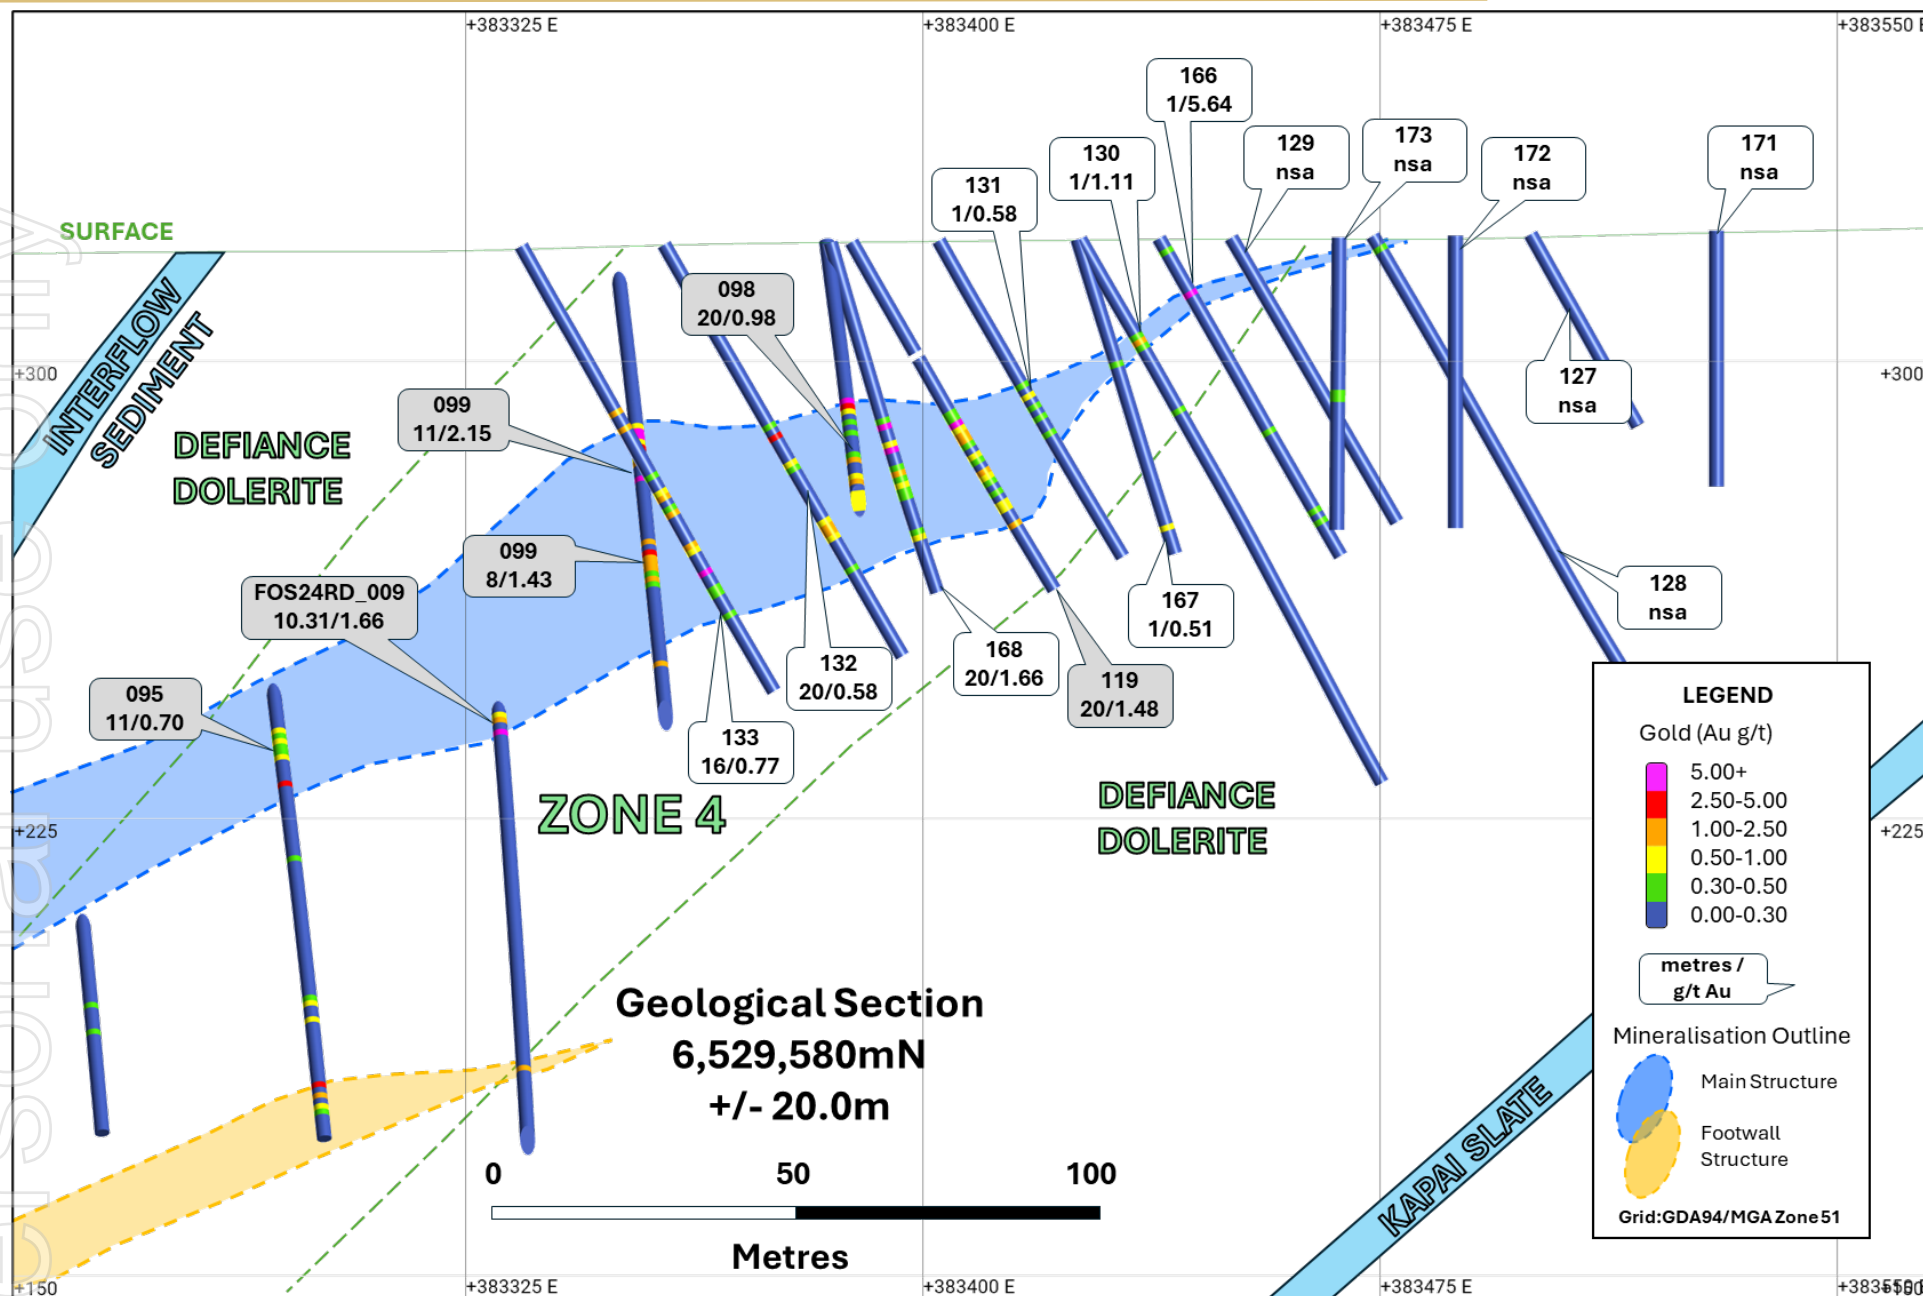 +383325 E
+383400 E
+383475 E
+383550 E
166
1/5.64
129
nsa
173
nsa
172
nsa
171
nsa
130
1/1.11
131
1/0.58
SURFACE
INTERFLOW
SEDIMENT
098
20/0.98
+300
+300
127
nsa
099
11/2.15
DEFIANCE
DOLERITE
099
8/1.43
FOS24RD_009
10.31/1.66
167
1/0.51
128
nsa
168
20/1.66
132
20/0.58
119
20/1.48
095
11/0.70
133
16/0.77
ZONE 4
DEFIANCE
DOLERITE
+225
+225
LEGEND
Gold (Au g/t)
5.00+
2.50-5.00
1.00-2.50
0.50-1.00
0.30-0.50
0.00-0.30
metres /
g/t Au
Mineralisation Outline
Main Structure
Footwall
Structure
Grid:GDA94/MGA Zone 51
Geological Section
6,529,580mN
+/- 20.0m
0 50 100
Metres
KAPAI SLATE
+150
+383325 E
+383400 E
+383475 E